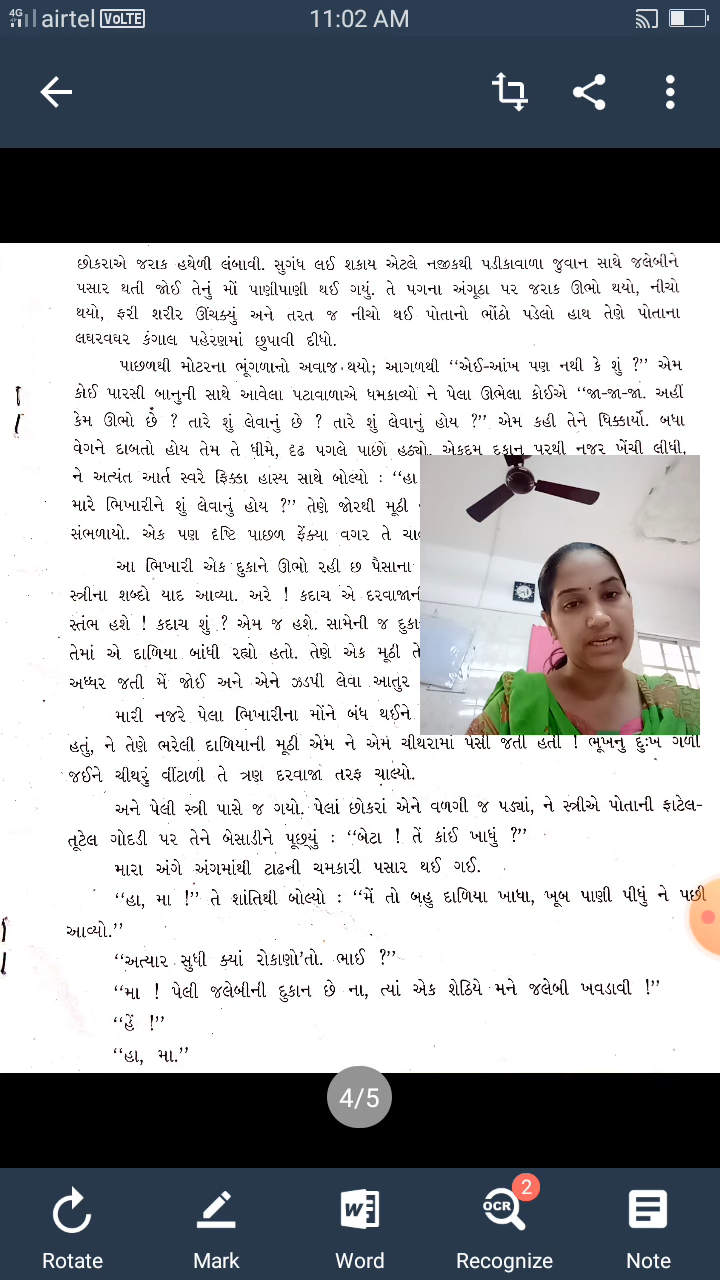 4G airtel VoLTE 11:02 AM
છોકરાએ જરાક હથેળી લંબાવી. સુગંધ લઈ શકાય એટલે નજીકથી પડીકાવાળા જુવાન સાથે જલેબીને
પસાર થતી જોઈ તેનું મોં પાણીપાણી થઈ ગયું. તે પગના અંગૂઠા પર જરાક ઊભો થયો, નીચો
થયો, ફરી શરીર ઊંચક્યું અને તરત જ નીચો થઈ પોતાનો ભોંઠો પડેલો હાથ તેણે પોતાના
લઘરવઘર કંગાલ પહેરણમાં છુપાવી દીધો.
પાછળથી મોટરના ભૂંગળાનો અવાજ થયો; આગળથી “એઈ-આંખ પણ નથી કે શું ?” એમ
કોઈ પારસી બાનુની સાથે આવેલા પટાવાળાએ ધમકાવ્યો ને પેલા ઊભેલા કોઈએ “જા-જા-જા. અહીં
કેમ ઊભો છે ? તારે શું લેવાનું છે ? તારે શું લેવાનું હોય ?” એમ કહી તેને ધિક્કાર્યો. બધા
વેગને દાબતો હોય તેમ તે ધીમે, દૃઢ પગલે પાછો હઠ્યો. એકદમ દુકાન પરથી નજર ખેંચી લીધી,
ને અત્યંત આર્ત સ્વરે ફિક્કા હાસ્ય સાથે બોલ્યો : “હા
મારે ભિખારીને શું લેવાનું હોય ?” તેણે જોરથી મૂઠી
સંભળાયો. એક પણ દૃષ્ટિ પાછળ ફેંક્યા વગર તે
આ ભિખારી એક દુકાને ઊભો રહી છ પૈસાના
સ્ત્રીના શબ્દો યાદ આવ્યા. અરે ! કદાચ એ
સ્તંભ હશે ! કદાચ શું ? એમ જ હશે. સામેની જ
તેમાં એ દાળિયા બાંધી રહ્યો હતો. તેણે એક મૂઠી
અધ્ધર જતી મેં જોઈ અને એને ઝડપી લેવા આતુર
મારી નજરે પેલા ભિખારીના મોંને બંધ થઈને
હતું, ને તેણે ભરેલી દાળિયાની મૂઠી એમ ને એમ ચીંથરામાં પેસી જતી હતી ! ભૂખનું દુઃખ ગળી
જઈને ચીથરું વીંટાળી તે ત્રણ દરવાજા તરફ ચાલ્યો.
અને પેલી સ્ત્રી પાસે જ ગયો. પેલાં છોકરાં એને વળગી જ પડ્યાં, ને સ્ત્રીએ પોતાની ફાટેલ-
તૂટેલ ગોદડી પર તેને બેસાડીને પૂછ્યું : “બેટા ! તેં કાંઈ ખાધું ?”
મારા અંગે અંગમાંથી ટાઢની ચમકારી પસાર થઈ ગઈ.
“હા, મા !” તે શાંતિથી બોલ્યો : “મેં તો બહુ દાળિયા ખાધા, ખૂબ પાણી પીધું ને પછી
આવ્યો.”
“અત્યાર સુધી ક્યાં રોકાણો'તો. ભાઈ ?”
“મા ! પેલી જલેબીની દુકાન છે ના, ત્યાં એક શેઠિયે મને જલેબી ખવડાવી !”
“હેં !”
“હા, મા.”
4/5
2
OCR
Rotate Mark Word Recognize Note